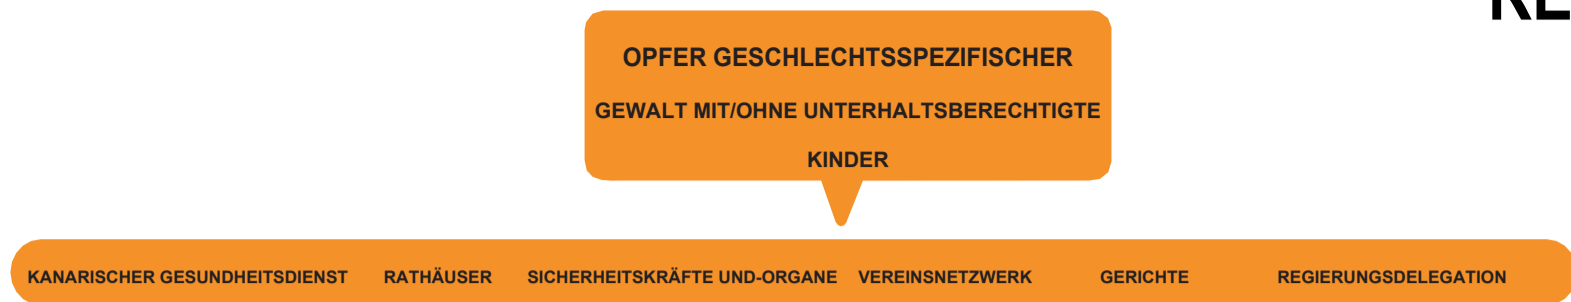 OPFER GESCHLECHTSSPEZIFISCHER
GEWALT MIT/OHNE UNTERHALTSBERECHTIGTE
KINDER
KANARISCHER GESUNDHEITSDIENST RATHÄUSER SICHERHEITSKRÄFTE UND-ORGANE VEREINSNETZWERK GERICHTE REGIERUNGSDELEGATION